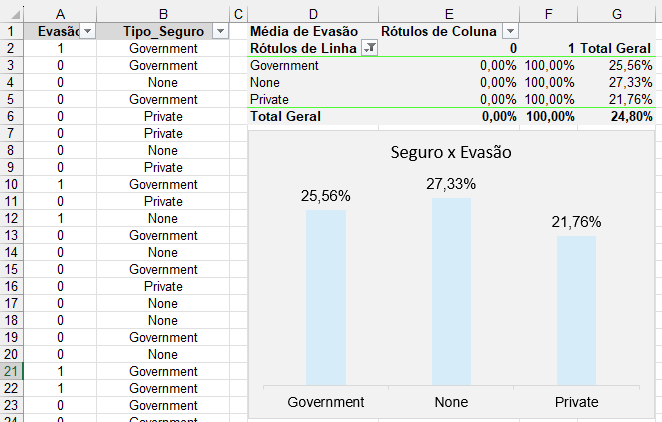 A B C D E F G
1 Evasão Tipo_Seguro Média de Evasão Rótulos de Coluna
2 1 Government Rótulos de Linha 0 1 Total Geral
3 0 Government Government 0,00% 100,00% 25,56%
4 0 None None 0,00% 100,00% 27,33%
5 0 Government Private 0,00% 100,00% 21,76%
6 0 Private Total Geral 0,00% 100,00% 24,80%
7 0 Private
8 0 None
9 0 Private
10 1 Government
11 0 Private
12 1 None
13 0 Government
14 0 None
15 0 Government
16 0 Private
17 0 None
18 0 None
19 0 Government
20 0 None
21 1 Government
22 1 Government
23 0 Government
24 0 Government
Seguro x Evasão
25,56% 27,33% 21,76%
Government None Private